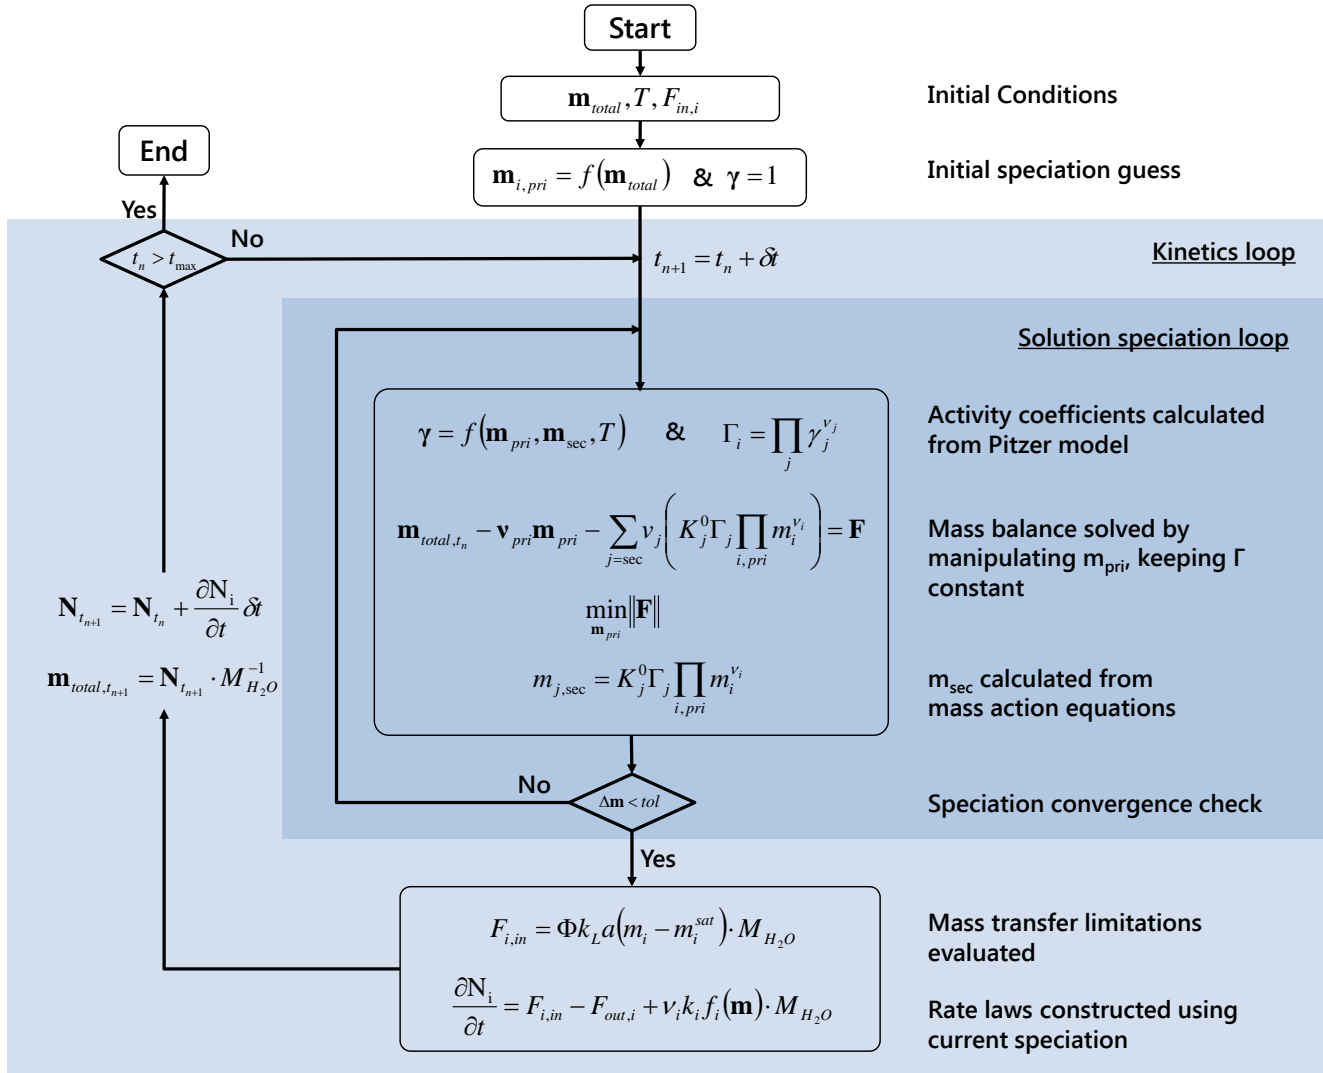 Start
𝐦_total, T, F_in,i
Initial Conditions
End
𝐦_i,pri = f(𝐦_total) & 𝛄 = 1
Initial speciation guess
Yes
No
t_n > t_max
t_n+1 = t_n + δt
Kinetics loop
Solution speciation loop
𝛄 = f(𝐦_pri, 𝐦_sec, T) & Γ_i = ∏_j γ_j^ν_j
Activity coefficients calculated
from Pitzer model
𝐦_total,t_n − 𝛎_pri 𝐦_pri − ∑_j=sec ν_j (K_j^0 Γ_j ∏_i,pri m_i^ν_i) = 𝐅
Mass balance solved by
manipulating m_pri, keeping Γ
constant
min_𝐦_pri ‖𝐅‖
m_j,sec = K_j^0 Γ_j ∏_i,pri m_i^ν_i
m_sec calculated from
mass action equations
𝐍_t_n+1 = 𝐍_t_n + ∂N_i/∂t δt
𝐦_total,t_n+1 = 𝐍_t_n+1 · M_H_2O^−1
No
Δ𝐦 < tol
Speciation convergence check
Yes
F_i,in = Φk_L a(m_i − m_i^sat) · M_H_2O
Mass transfer limitations
evaluated
∂N_i/∂t = F_i,in − F_out,i + ν_i k_i f_i(𝐦) · M_H_2O
Rate laws constructed using
current speciation